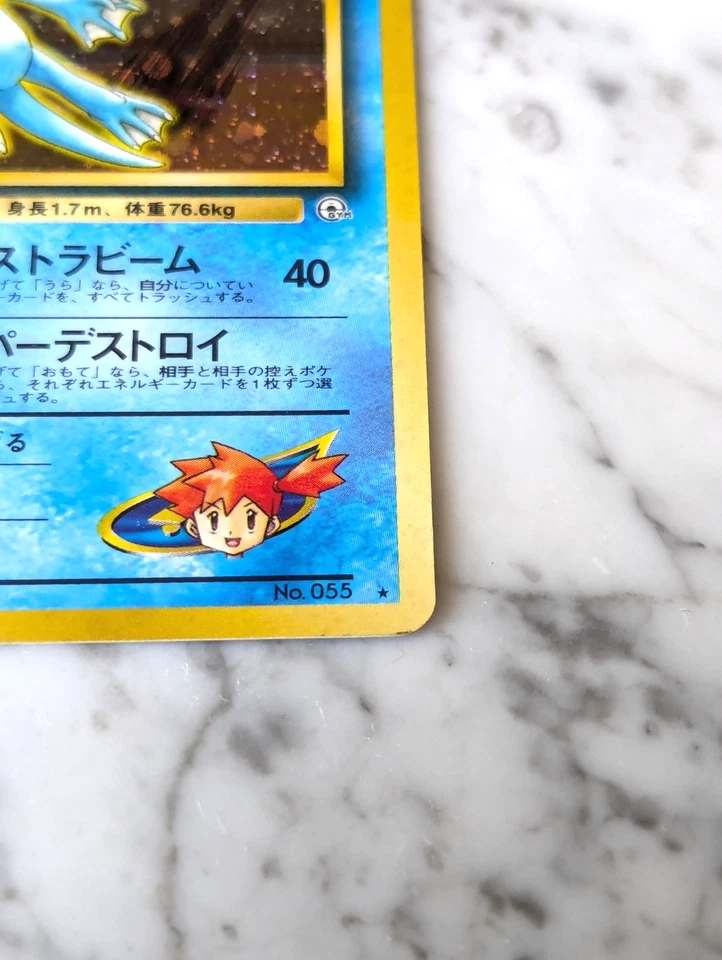 身長1.7m、体重76.6kg
GYM
ストラビーム 40
げて「うら」なら、自分についてい
ーカードを、すべてトラッシュする。
パーデストロイ
げて「おもて」なら、相手と相手の控えポケ
ら、それぞれエネルギーカードを1枚ずつ選
ュする。
る
No. 055 ★